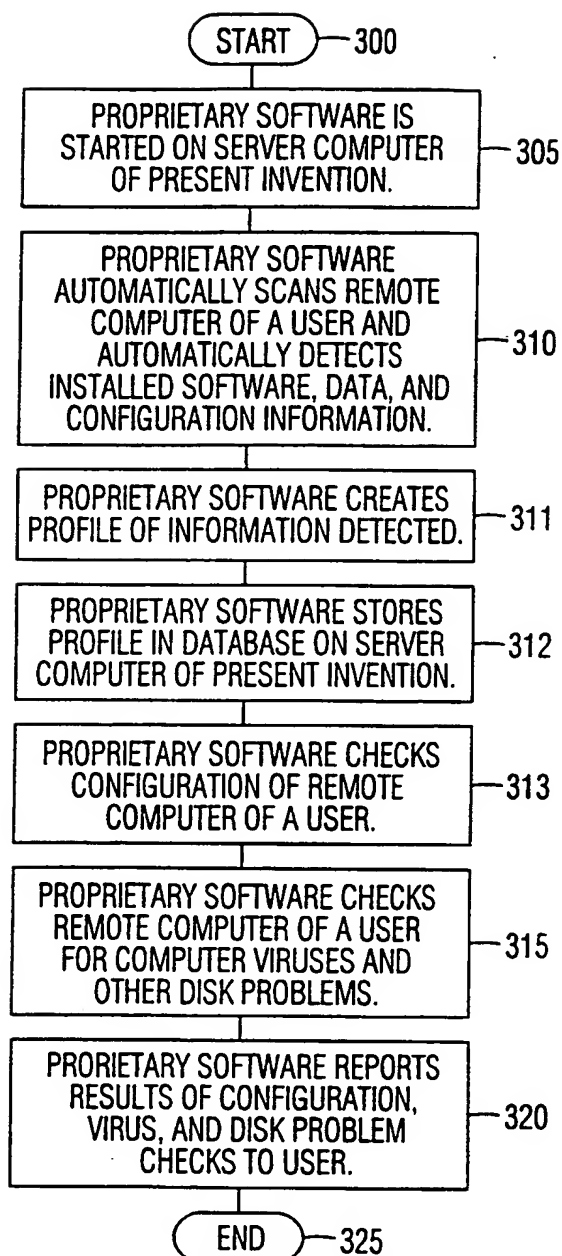 START 300
PROPRIETARY SOFTWARE IS
STARTED ON SERVER COMPUTER
OF PRESENT INVENTION.
305
PROPRIETARY SOFTWARE
AUTOMATICALLY SCANS REMOTE
COMPUTER OF A USER AND
AUTOMATICALLY DETECTS
INSTALLED SOFTWARE, DATA, AND
CONFIGURATION INFORMATION.
310
PROPRIETARY SOFTWARE CREATES
PROFILE OF INFORMATION DETECTED.
311
PROPRIETARY SOFTWARE STORES
PROFILE IN DATABASE ON SERVER
COMPUTER OF PRESENT INVENTION.
312
PROPRIETARY SOFTWARE CHECKS
CONFIGURATION OF REMOTE
COMPUTER OF A USER.
313
PROPRIETARY SOFTWARE CHECKS
REMOTE COMPUTER OF A USER
FOR COMPUTER VIRUSES AND
OTHER DISK PROBLEMS.
315
PRORIETARY SOFTWARE REPORTS
RESULTS OF CONFIGURATION,
VIRUS, AND DISK PROBLEM
CHECKS TO USER.
320
END 325